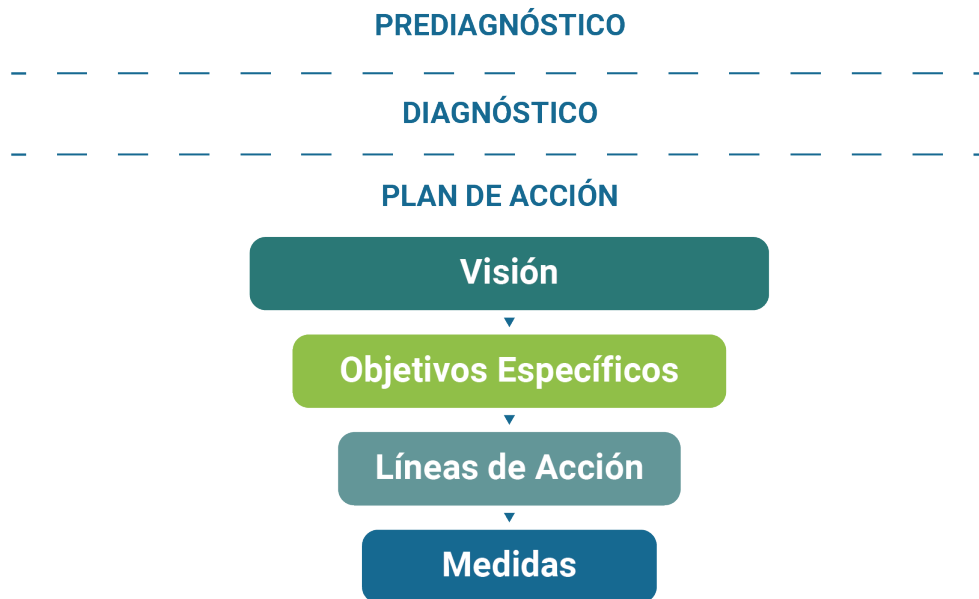 PREDIAGNÓSTICO
DIAGNÓSTICO
PLAN DE ACCIÓN
Visión
Objetivos Específicos
Líneas de Acción
Medidas